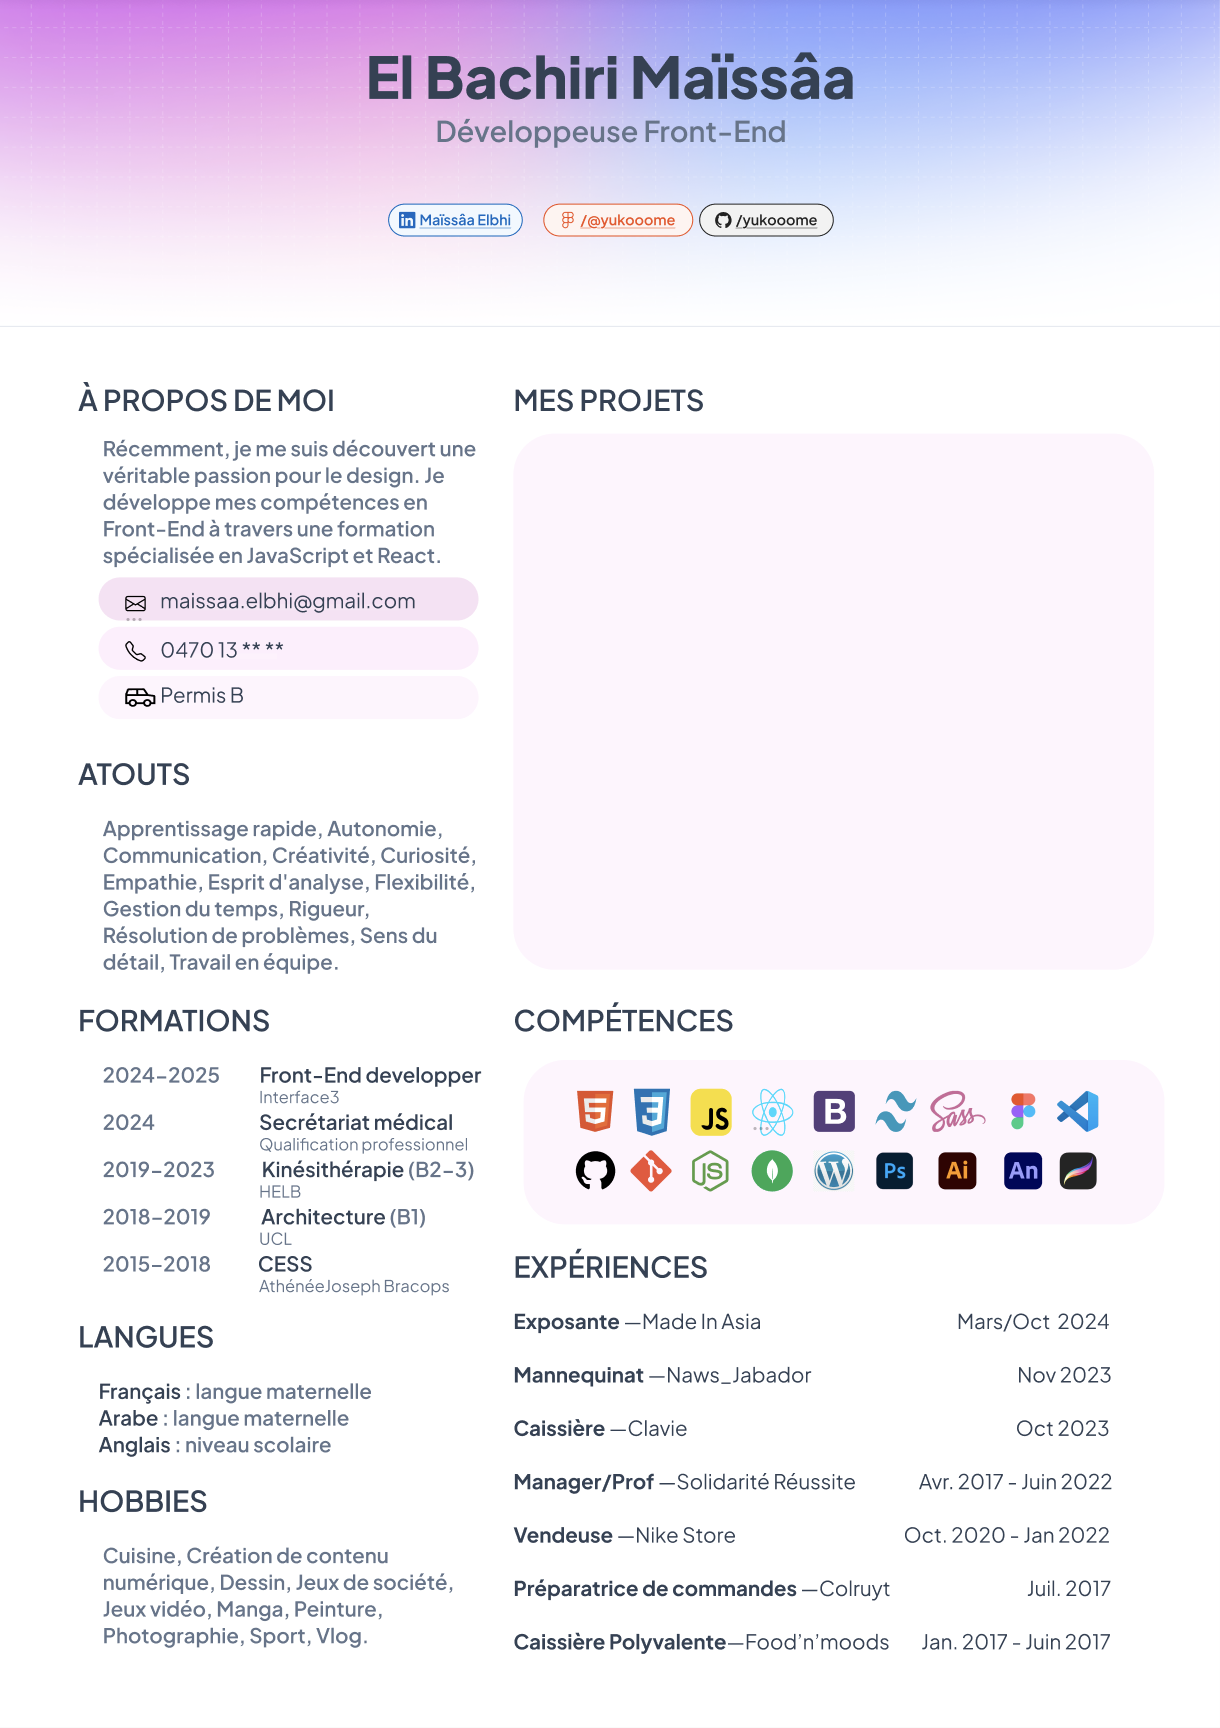 El Bachiri Maïssâa
Développeuse Front-End
in Maïssâa Elbhi
/@yukooome
/yukooome
À PROPOS DE MOI
Récemment, je me suis découvert une
véritable passion pour le design. Je
développe mes compétences en
Front-End à travers une formation
spécialisée en JavaScript et React.
maissaa.elbhi@gmail.com
0470 13 ** **
Permis B
ATOUTS
Apprentissage rapide, Autonomie,
Communication, Créativité, Curiosité,
Empathie, Esprit d'analyse, Flexibilité,
Gestion du temps, Rigueur,
Résolution de problèmes, Sens du
détail, Travail en équipe.
FORMATIONS
2024-2025 Front-End developper
Interface3
2024 Secrétariat médical
Qualification professionnel
2019-2023 Kinésithérapie (B2-3)
HELB
2018-2019 Architecture (B1)
UCL
2015-2018 CESS
AthénéeJoseph Bracops
LANGUES
Français : langue maternelle
Arabe : langue maternelle
Anglais : niveau scolaire
HOBBIES
Cuisine, Création de contenu
numérique, Dessin, Jeux de société,
Jeux vidéo, Manga, Peinture,
Photographie, Sport, Vlog.
MES PROJETS
COMPÉTENCES
5 3 JS B Sass
JS W Ps Ai An
EXPÉRIENCES
Exposante —Made In Asia Mars/Oct 2024
Mannequinat —Naws_Jabador Nov 2023
Caissière —Clavie Oct 2023
Manager/Prof —Solidarité Réussite Avr. 2017 - Juin 2022
Vendeuse —Nike Store Oct. 2020 - Jan 2022
Préparatrice de commandes —Colruyt Juil. 2017
Caissière Polyvalente—Food’n’moods Jan. 2017 - Juin 2017